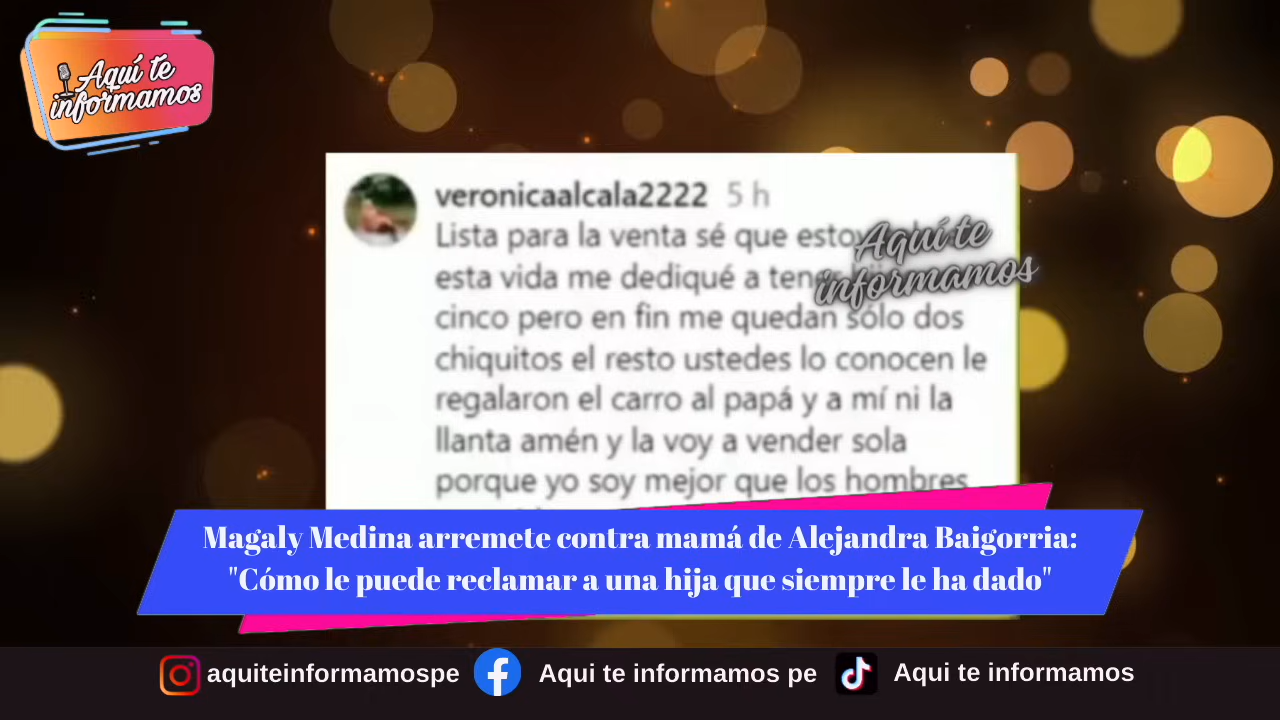 Aquí te
informamos
veronicaalcala2222 5 h
Lista para la venta sé que estoy
Aquí te
esta vida me dediqué a tener
informamos
cinco pero en fin me quedan sólo dos
chiquitos el resto ustedes lo conocen le
regalaron el carro al papá y a mí ni la
llanta amén y la voy a vender sola
porque yo soy mejor que los hombres
Magaly Medina arremete contra mamá de Alejandra Baigorria:
"Cómo le puede reclamar a una hija que siempre le ha dado"
aquiteinformamospe Aqui te informamos pe Aqui te informamos